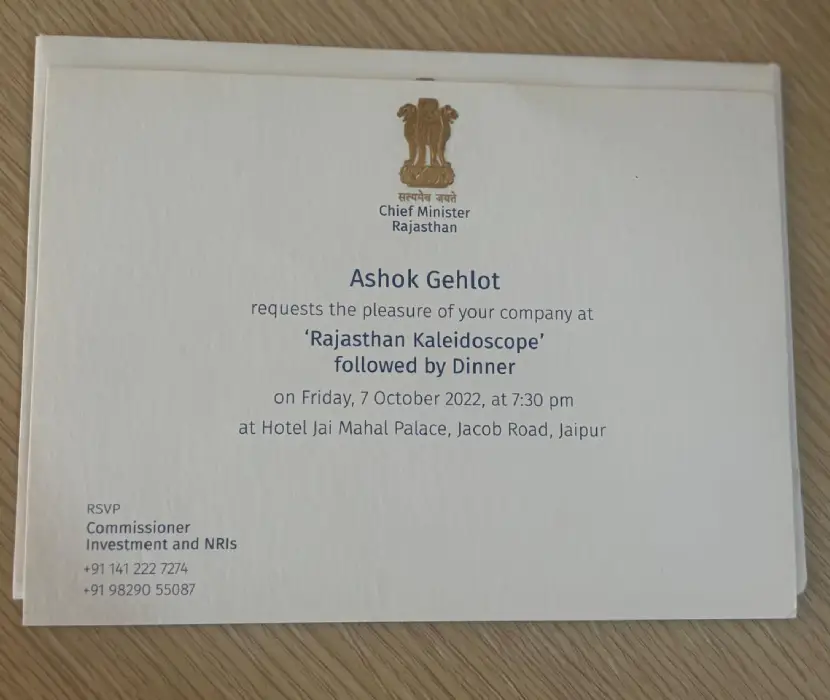 सत्यमेव जयते
Chief Minister
Rajasthan
Ashok Gehlot
requests the pleasure of your company at
‘Rajasthan Kaleidoscope’
followed by Dinner
on Friday, 7 October 2022, at 7:30 pm
at Hotel Jai Mahal Palace, Jacob Road, Jaipur
RSVP
Commissioner
Investment and NRIs
+91 141 222 7274
+91 98290 55087